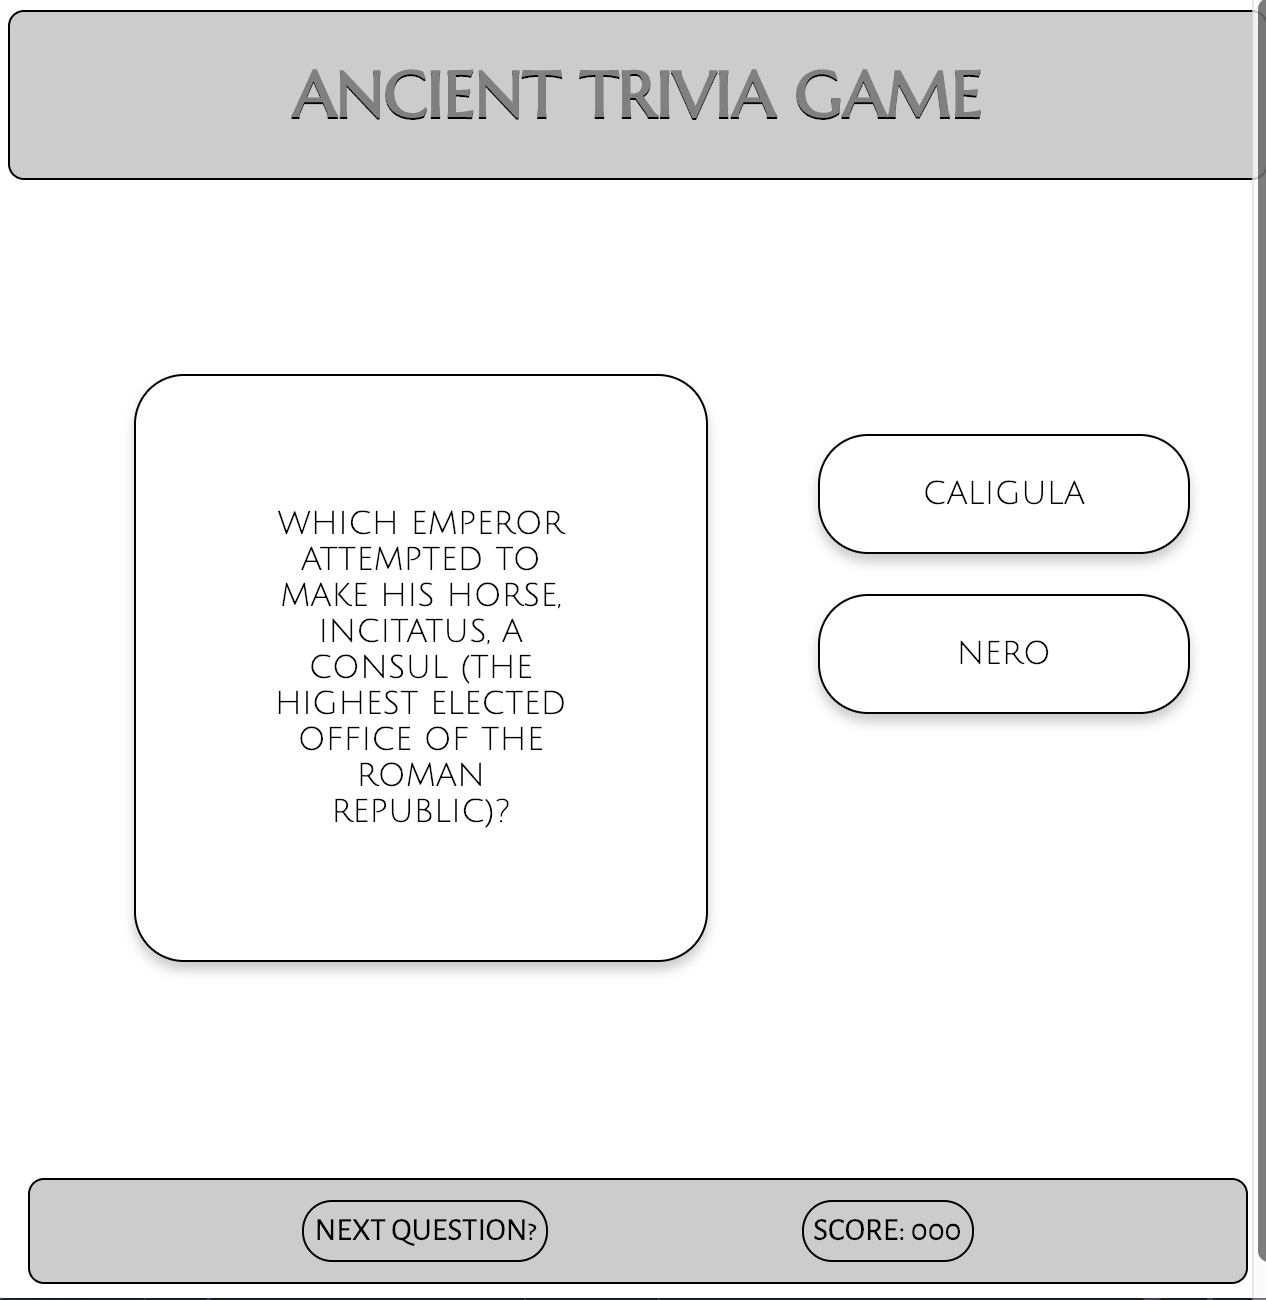 ANCIENT TRIVIA GAME
WHICH EMPEROR
ATTEMPTED TO
MAKE HIS HORSE,
INCITATUS, A
CONSUL (THE
HIGHEST ELECTED
OFFICE OF THE
ROMAN
REPUBLIC)?
CALIGULA
NERO
NEXT QUESTION?
SCORE: 000